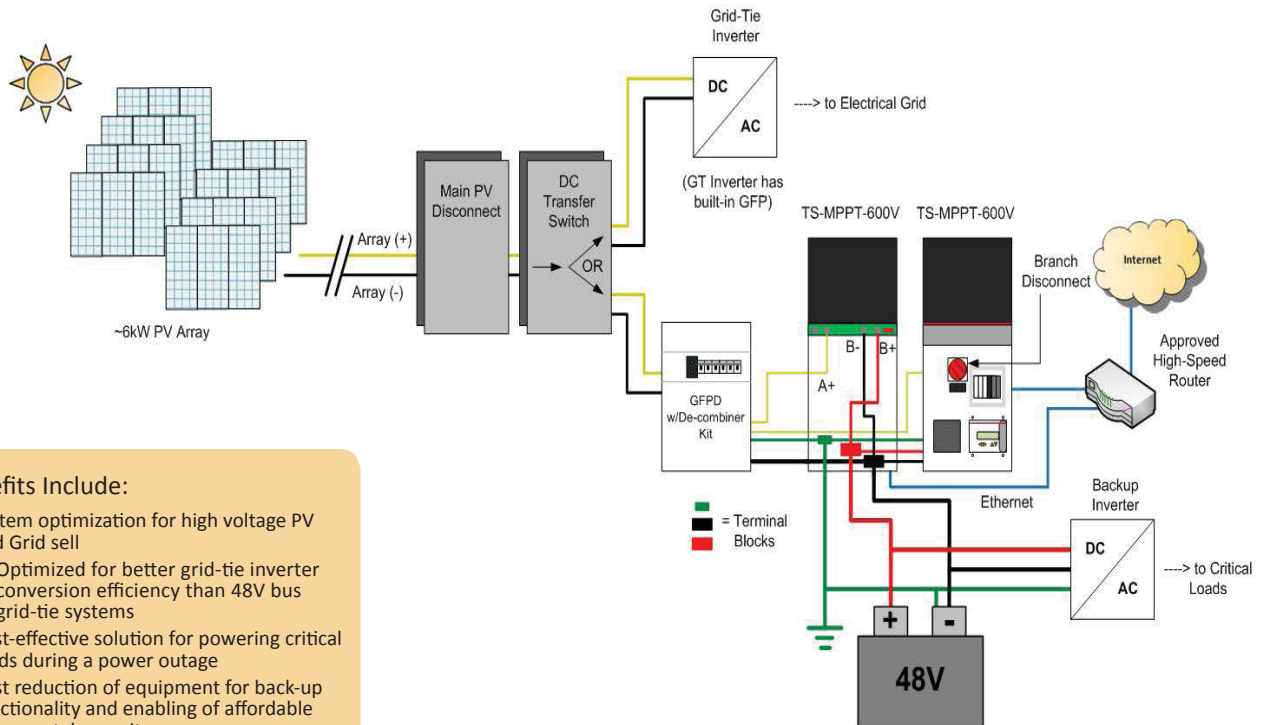 Grid-Tie
Inverter
DC
AC
----> to Electrical Grid
(GT Inverter has
built-in GFP)
Main PV
Disconnect
DC
Transfer
Switch
OR
Array (+)
Array (-)
~6kW PV Array
TS-MPPT-600V
TS-MPPT-600V
Branch
Disconnect
Internet
Approved
High-Speed
Router
B-
B+
A+
GFPD
w/De-combiner
Kit
= Terminal
Blocks
Ethernet
Backup
Inverter
DC
AC
----> to Critical
Loads
+
-
48V
efits Include:
tem optimization for high voltage PV
d Grid sell
Optimized for better grid-tie inverter
conversion efficiency than 48V bus
grid-tie systems
st-effective solution for powering critical
ds during a power outage
st reduction of equipment for back-up
ctionality and enabling of affordable